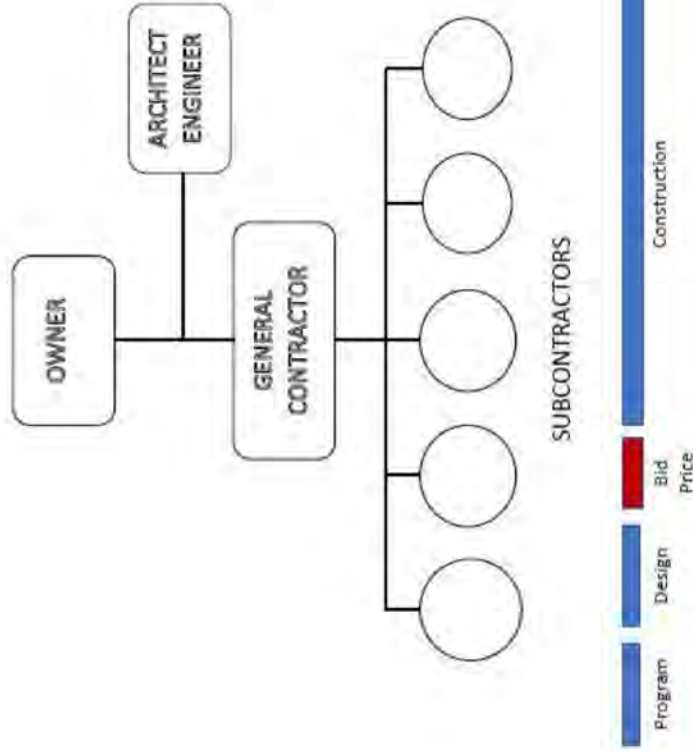 OWNER
ARCHITECT
ENGINEER
GENERAL
CONTRACTOR
SUBCONTRACTORS
Program
Design
Bid
Price
Construction